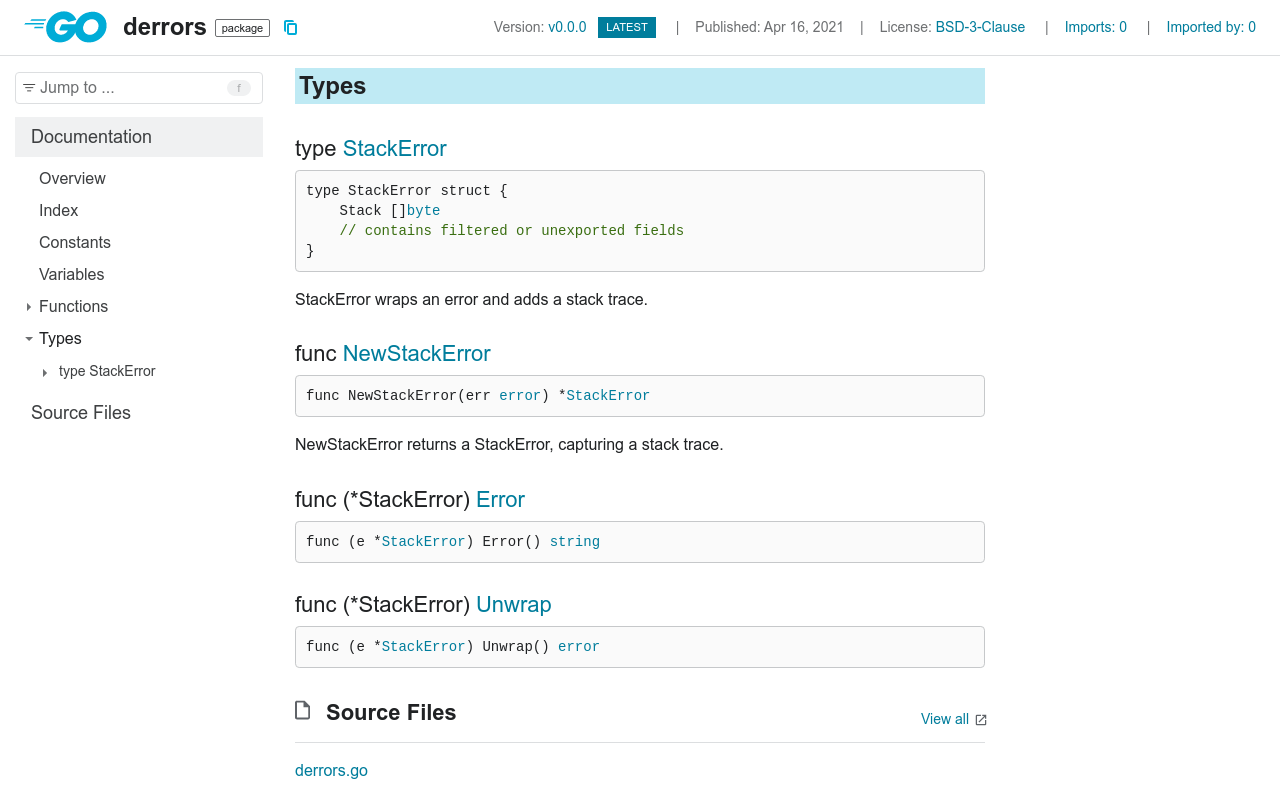 GO derrors package Version: v0.0.0 LATEST | Published: Apr 16, 2021 | License: BSD-3-Clause | Imports: 0 | Imported by: 0
Jump to ... f
Documentation
Overview
Index
Constants
Variables
Functions
Types
type StackError
Source Files
Types
type StackError
type StackError struct {
    Stack []byte
    // contains filtered or unexported fields
}
StackError wraps an error and adds a stack trace.
func NewStackError
func NewStackError(err error) *StackError
NewStackError returns a StackError, capturing a stack trace.
func (*StackError) Error
func (e *StackError) Error() string
func (*StackError) Unwrap
func (e *StackError) Unwrap() error
Source Files
View all
derrors.go